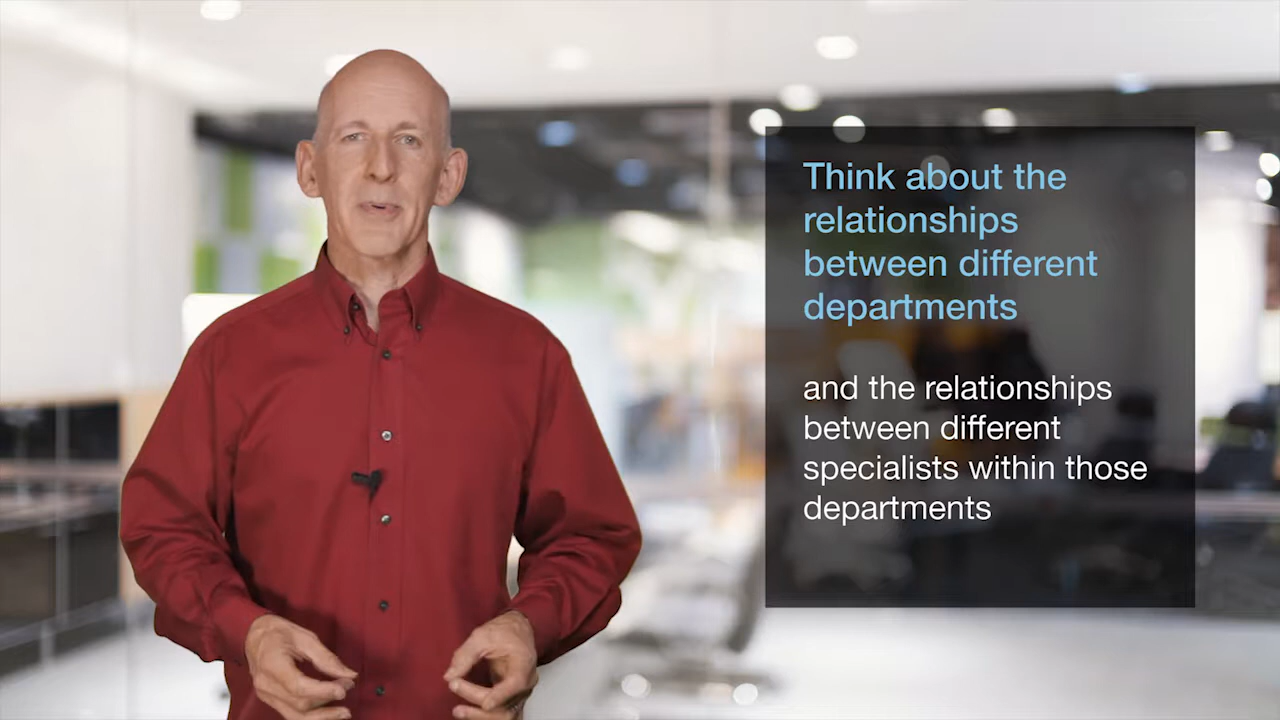 Think about the
relationships
between different
departments
and the relationships
between different
specialists within those
departments